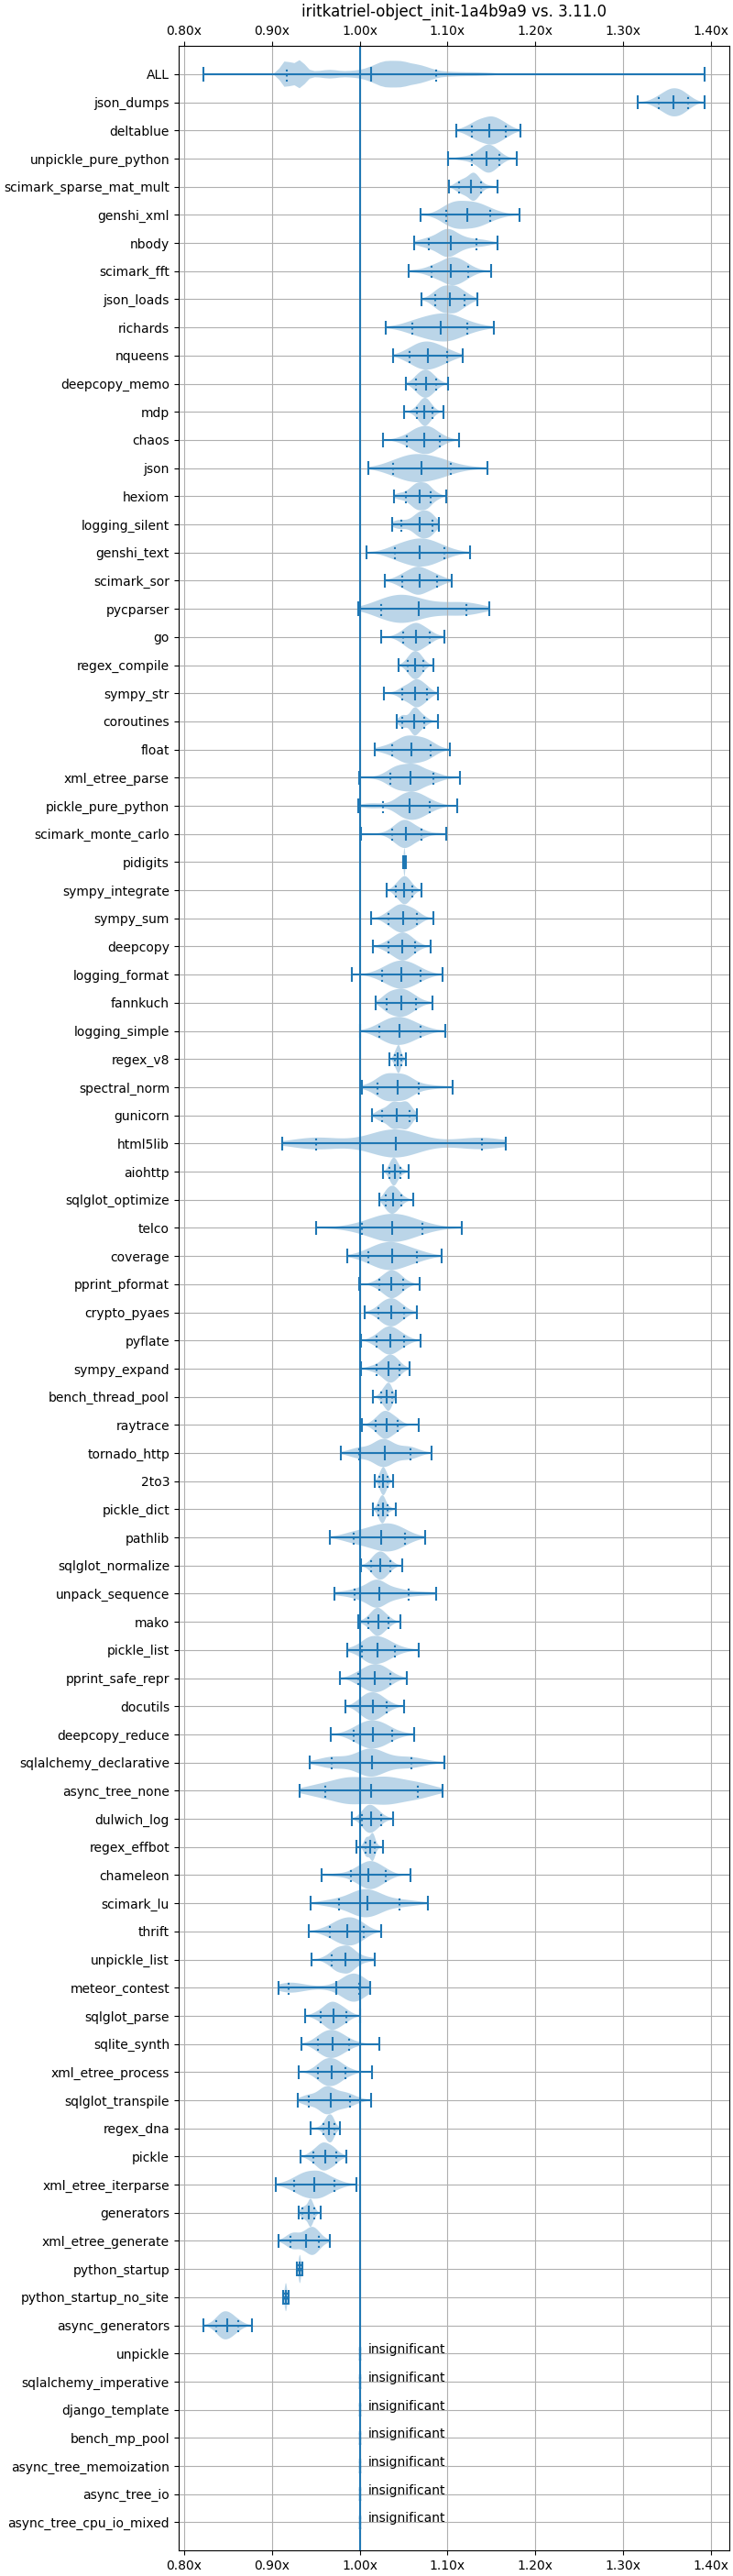 iritkatriel-object_init-1a4b9a9 vs. 3.11.0
0.80x 0.90x 1.00x 1.10x 1.20x 1.30x 1.40x
ALL
json_dumps
deltablue
unpickle_pure_python
scimark_sparse_mat_mult
genshi_xml
nbody
scimark_fft
json_loads
richards
nqueens
deepcopy_memo
mdp
chaos
json
hexiom
logging_silent
genshi_text
scimark_sor
pycparser
go
regex_compile
sympy_str
coroutines
float
xml_etree_parse
pickle_pure_python
scimark_monte_carlo
pidigits
sympy_integrate
sympy_sum
deepcopy
logging_format
fannkuch
logging_simple
regex_v8
spectral_norm
gunicorn
html5lib
aiohttp
sqlglot_optimize
telco
coverage
pprint_pformat
crypto_pyaes
pyflate
sympy_expand
bench_thread_pool
raytrace
tornado_http
2to3
pickle_dict
pathlib
sqlglot_normalize
unpack_sequence
mako
pickle_list
pprint_safe_repr
docutils
deepcopy_reduce
sqlalchemy_declarative
async_tree_none
dulwich_log
regex_effbot
chameleon
scimark_lu
thrift
unpickle_list
meteor_contest
sqlglot_parse
sqlite_synth
xml_etree_process
sqlglot_transpile
regex_dna
pickle
xml_etree_iterparse
generators
xml_etree_generate
python_startup
python_startup_no_site
async_generators
unpickle insignificant
sqlalchemy_imperative insignificant
django_template insignificant
bench_mp_pool insignificant
async_tree_memoization insignificant
async_tree_io insignificant
async_tree_cpu_io_mixed insignificant
0.80x 0.90x 1.00x 1.10x 1.20x 1.30x 1.40x